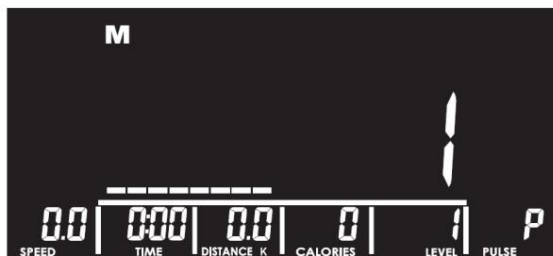 M
1
0.0 0:00 0.0 0 1 P
SPEED TIME DISTANCE K CALORIES LEVEL PULSE